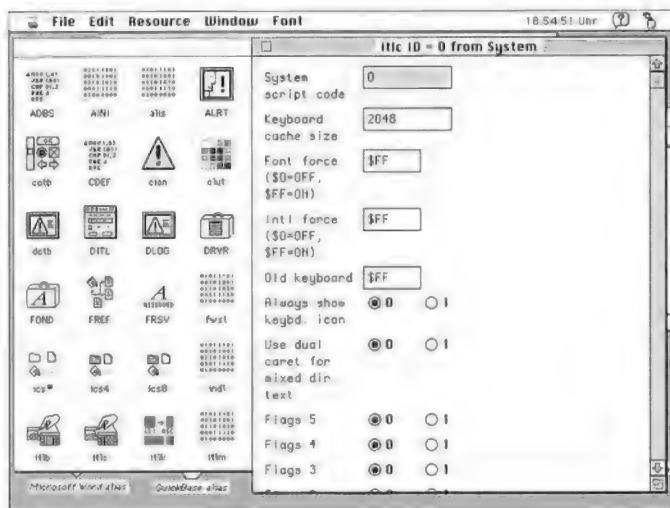 File Edit Resource Window Font
18:54:51 Uhr
itlc ID = 0 from System
ADBS AINI alis ALRT
cctb CDEF cicn clut
dctb DITL DLOG DRVR
FOND FREF FRSV fwst
ics# ics4 ics8 indl
itlb itlc itlk itlm
Microsoft Word alias QuickBase alias
System
script code
0
Keyboard
cache size
2048
Font force
($0=OFF,
$FF=ON)
$FF
Intl force
($0=OFF,
$FF=ON)
$FF
Old keyboard $FF
Always show
keybd. icon
0 1
Use dual
caret for
mixed dir
text
0 1
Flags 5 0 1
Flags 4 0 1
Flags 3 0 1